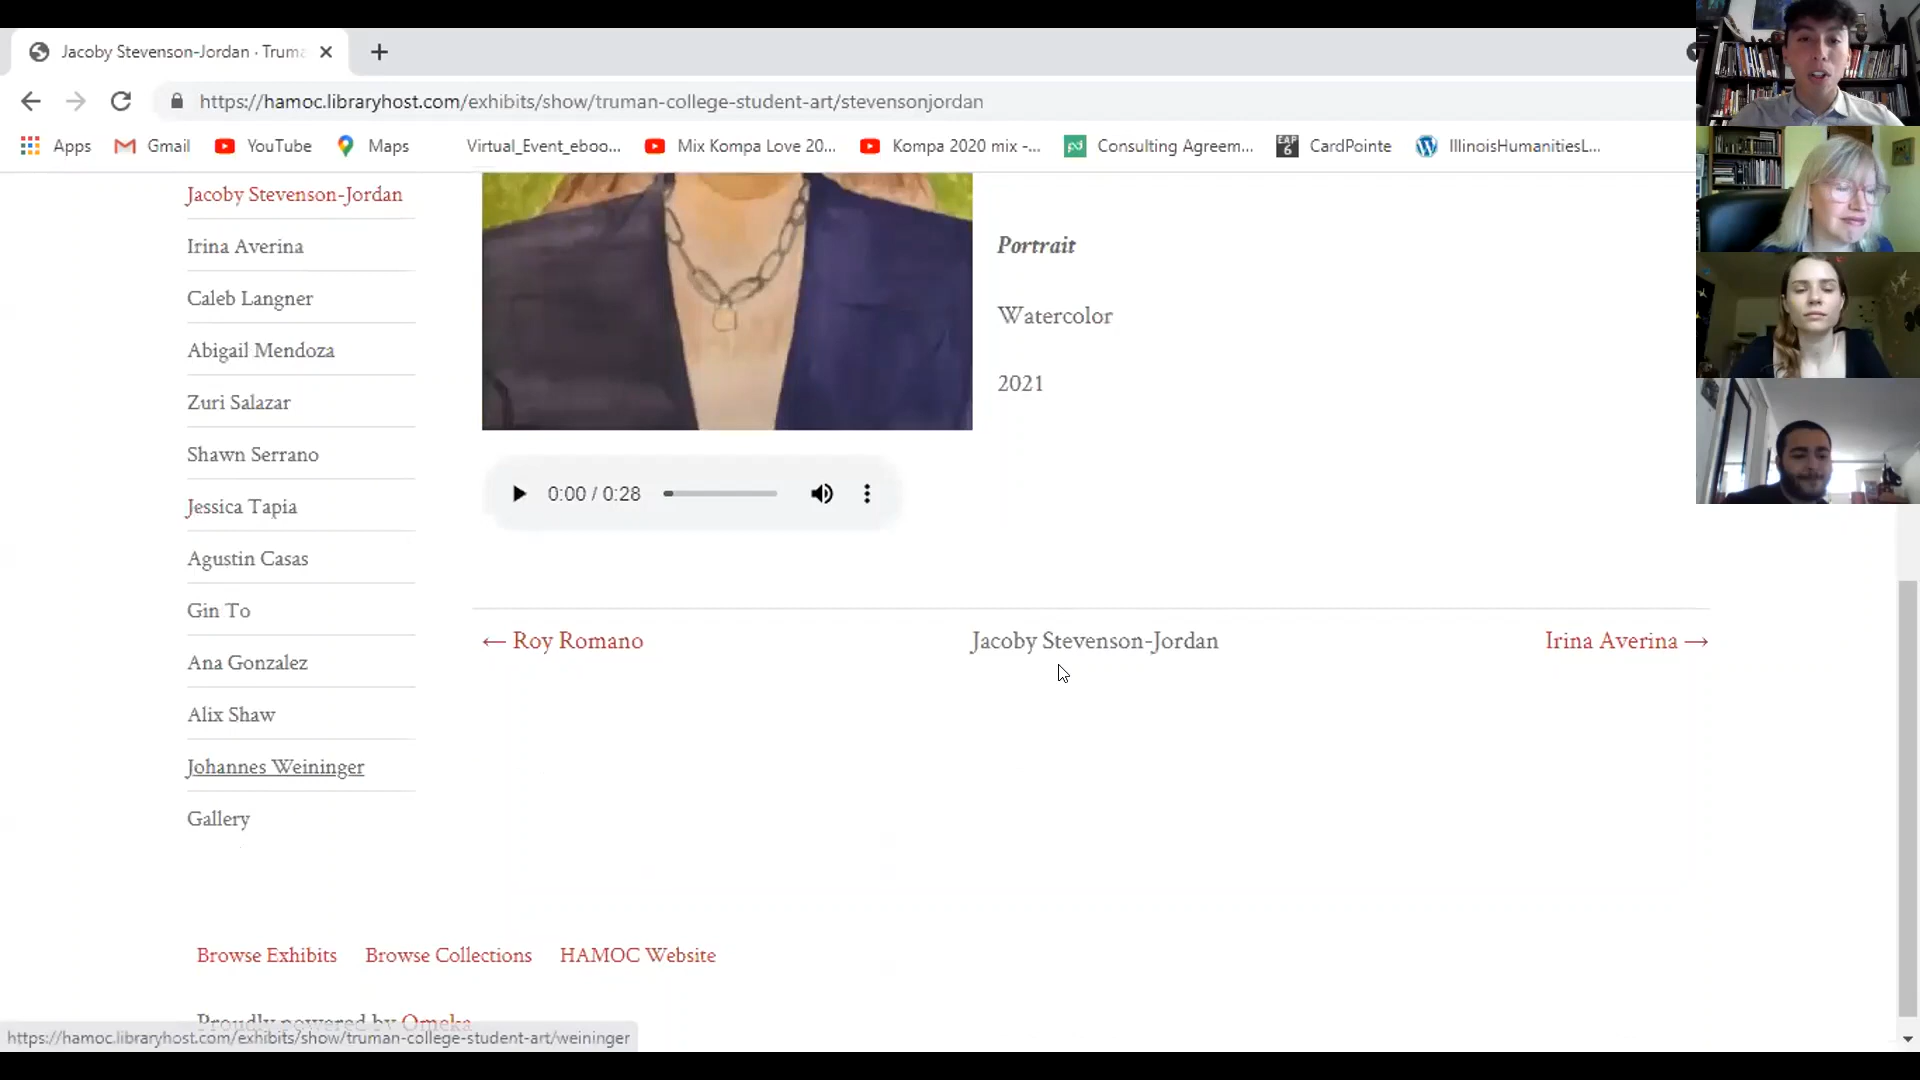 Jacoby Stevenson-Jordan · Truma
https://hamoc.libraryhost.com/exhibits/show/truman-college-student-art/stevensonjordan
Apps Gmail YouTube Maps Virtual_Event_eboo... Mix Kompa Love 20... Kompa 2020 mix -... Consulting Agreem... CardPointe IllinoisHumanitiesL...
Jacoby Stevenson-Jordan
Irina Averina
Caleb Langner
Abigail Mendoza
Zuri Salazar
Shawn Serrano
Jessica Tapia
Agustin Casas
Gin To
Ana Gonzalez
Alix Shaw
Johannes Weininger
Gallery
Portrait
Watercolor
2021
0:00 / 0:28
← Roy Romano
Jacoby Stevenson-Jordan
Irina Averina →
Browse Exhibits Browse Collections HAMOC Website
Proudly powered by Omeka
https://hamoc.libraryhost.com/exhibits/show/truman-college-student-art/weininger